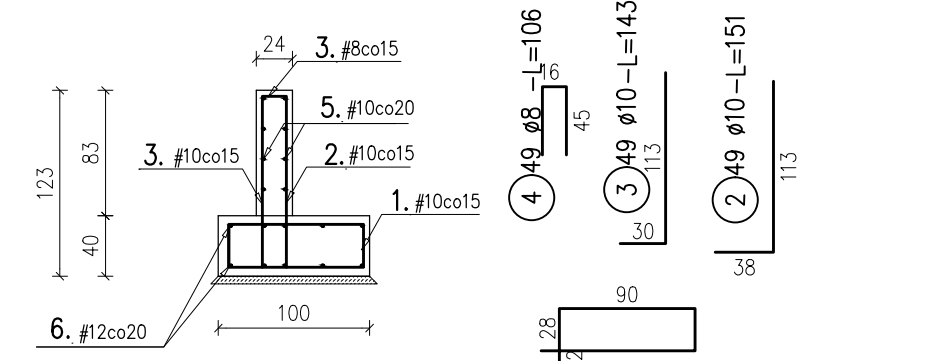 24
3. #8co15
5. #10co20
3. #10co15
2. #10co15
1. #10co15
6. #12co20
123
83
40
100
4 49 ø8 -L=106
16
45
3 49 ø10-L=143
113
30
2 49 ø10-L=151
113
38
90
28
2